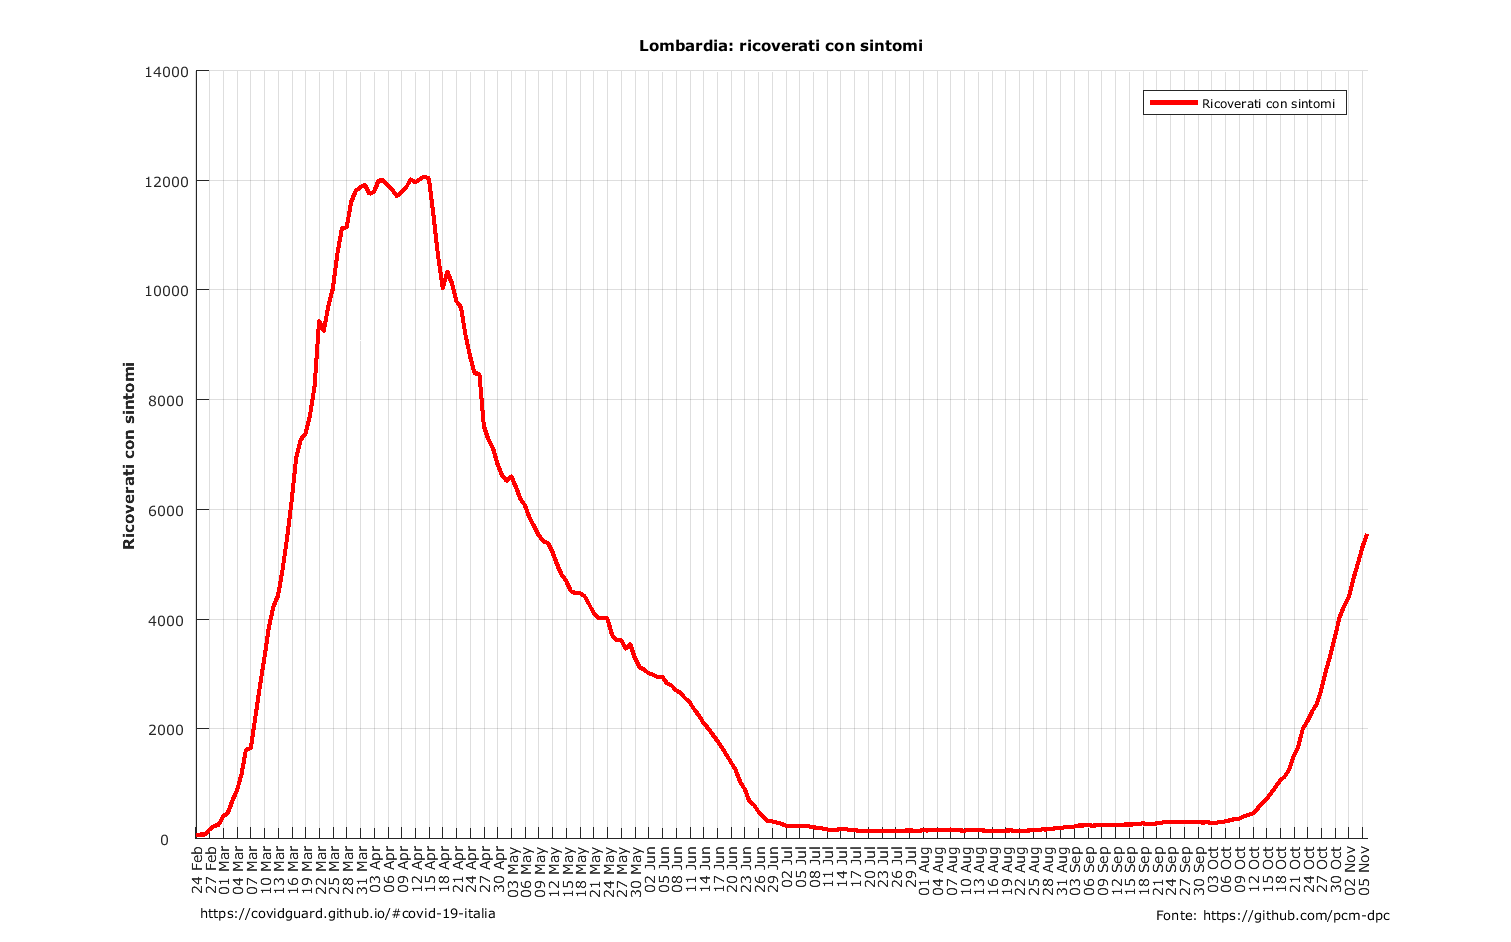 Lombardia: ricoverati con sintomi
14000
12000
10000
8000
6000
4000
2000
0
Ricoverati con sintomi
Ricoverati con sintomi
24 Feb
27 Feb
01 Mar
04 Mar
07 Mar
10 Mar
13 Mar
16 Mar
19 Mar
22 Mar
25 Mar
28 Mar
31 Mar
03 Apr
06 Apr
09 Apr
12 Apr
15 Apr
18 Apr
21 Apr
24 Apr
27 Apr
30 Apr
03 May
06 May
09 May
12 May
15 May
18 May
21 May
24 May
27 May
30 May
02 Jun
05 Jun
08 Jun
11 Jun
14 Jun
17 Jun
20 Jun
23 Jun
26 Jun
29 Jun
02 Jul
05 Jul
08 Jul
11 Jul
14 Jul
17 Jul
20 Jul
23 Jul
26 Jul
29 Jul
01 Aug
04 Aug
07 Aug
10 Aug
13 Aug
16 Aug
19 Aug
22 Aug
25 Aug
28 Aug
31 Aug
03 Sep
06 Sep
09 Sep
12 Sep
15 Sep
18 Sep
21 Sep
24 Sep
27 Sep
30 Sep
03 Oct
06 Oct
09 Oct
12 Oct
15 Oct
18 Oct
21 Oct
24 Oct
27 Oct
30 Oct
02 Nov
05 Nov
https://covidguard.github.io/#covid-19-italia
Fonte: https://github.com/pcm-dpc